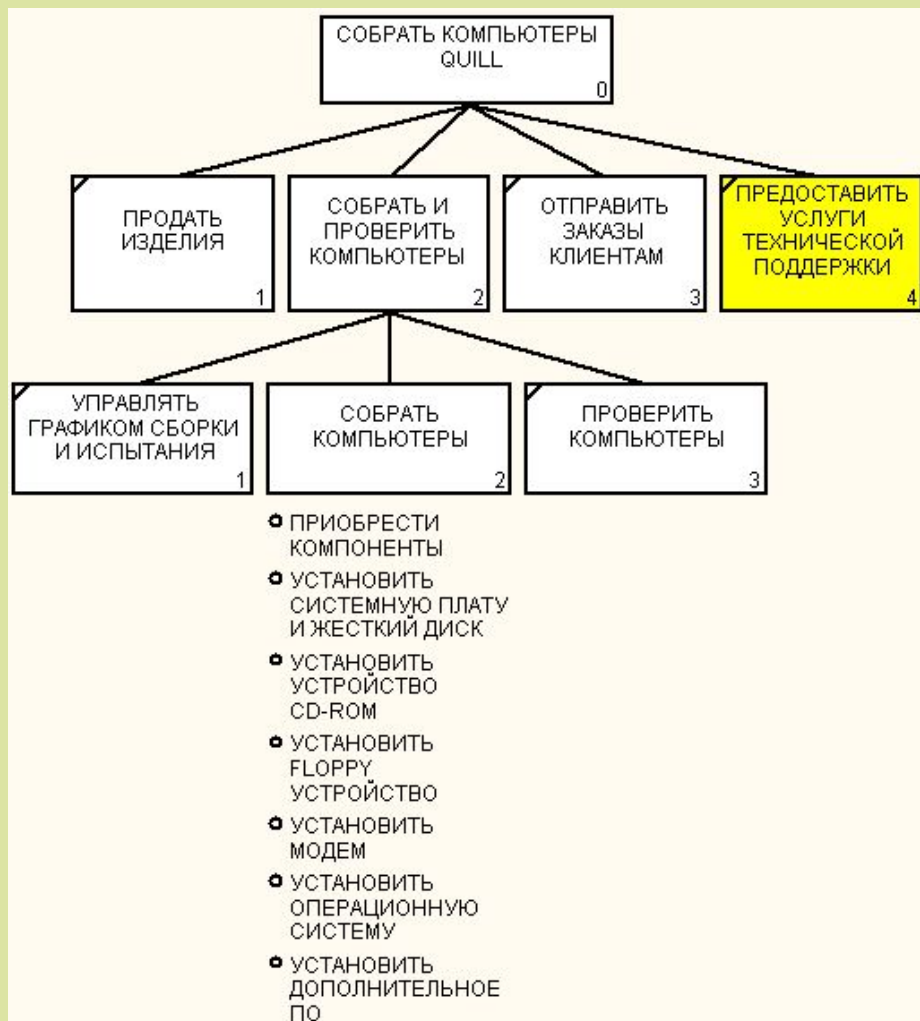 СОБРАТЬ КОМПЬЮТЕРЫ
QUILL
0
ПРОДАТЬ
ИЗДЕЛИЯ
1
СОБРАТЬ И
ПРОВЕРИТЬ
КОМПЬЮТЕРЫ
2
ОТПРАВИТЬ
ЗАКАЗЫ
КЛИЕНТАМ
3
ПРЕДОСТАВИТЬ
УСЛУГИ
ТЕХНИЧЕСКОЙ
ПОДДЕРЖКИ
4
УПРАВЛЯТЬ
ГРАФИКОМ СБОРКИ
И ИСПЫТАНИЯ
1
СОБРАТЬ
КОМПЬЮТЕРЫ
2
ПРОВЕРИТЬ
КОМПЬЮТЕРЫ
3
ПРИОБРЕСТИ
КОМПОНЕНТЫ
УСТАНОВИТЬ
СИСТЕМНУЮ ПЛАТУ
И ЖЕСТКИЙ ДИСК
УСТАНОВИТЬ
УСТРОЙСТВО
CD-ROM
УСТАНОВИТЬ
FLOPPY
УСТРОЙСТВО
УСТАНОВИТЬ
МОДЕМ
УСТАНОВИТЬ
ОПЕРАЦИОННУЮ
СИСТЕМУ
УСТАНОВИТЬ
ДОПОЛНИТЕЛЬНОЕ
ПО